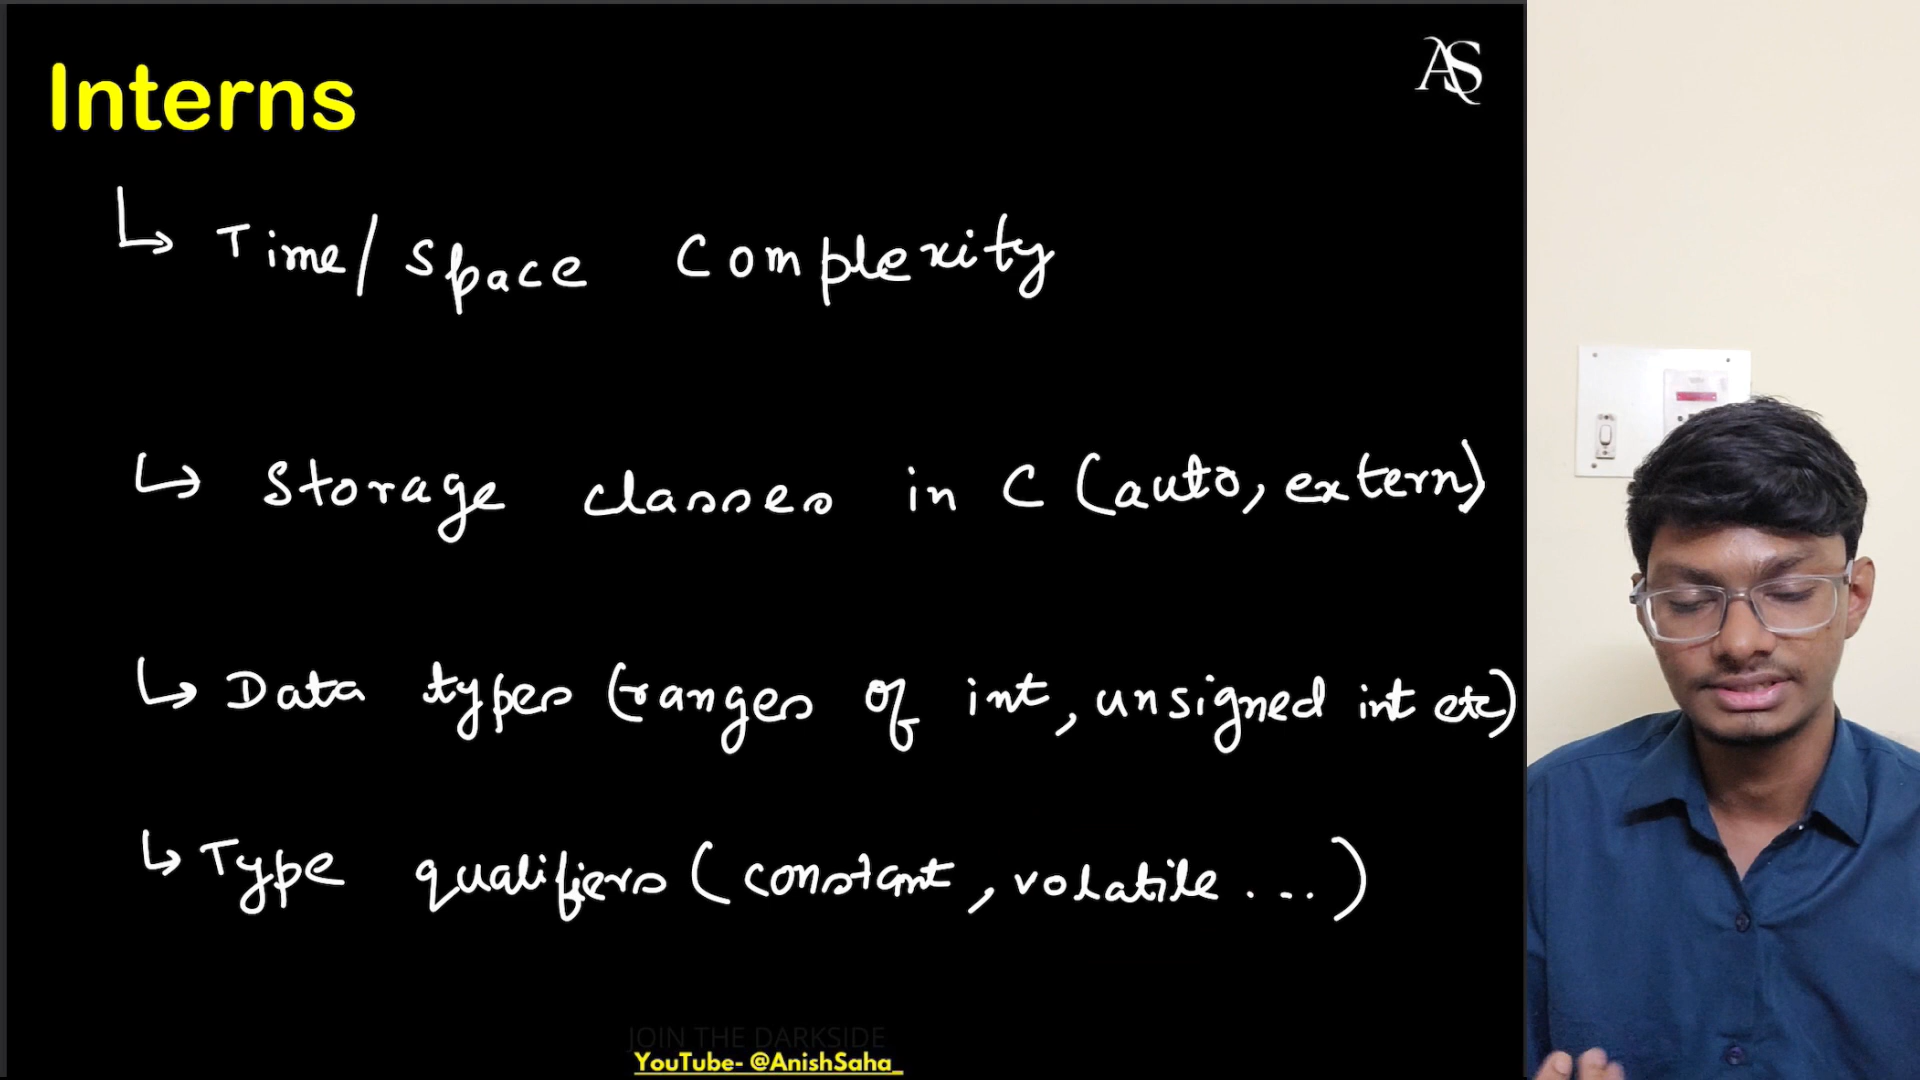 AS
Interns
↳ Time/Space Complexity
↳ Storage classes in C (auto, extern)
↳ Data types (ranges of int, unsigned int etc)
↳ Type qualifiers (constant, volatile ...)
JOIN THE DARKSIDE
YouTube- @AnishSaha_